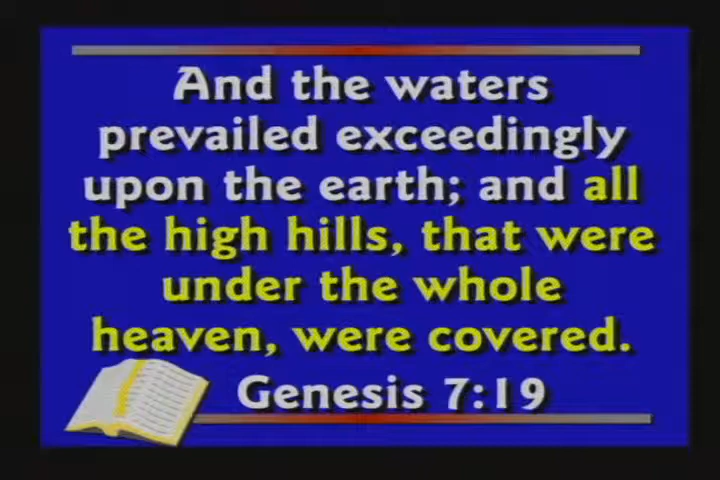 And the waters
prevailed exceedingly
upon the earth; and all
the high hills, that were
under the whole
heaven, were covered.
Genesis 7:19